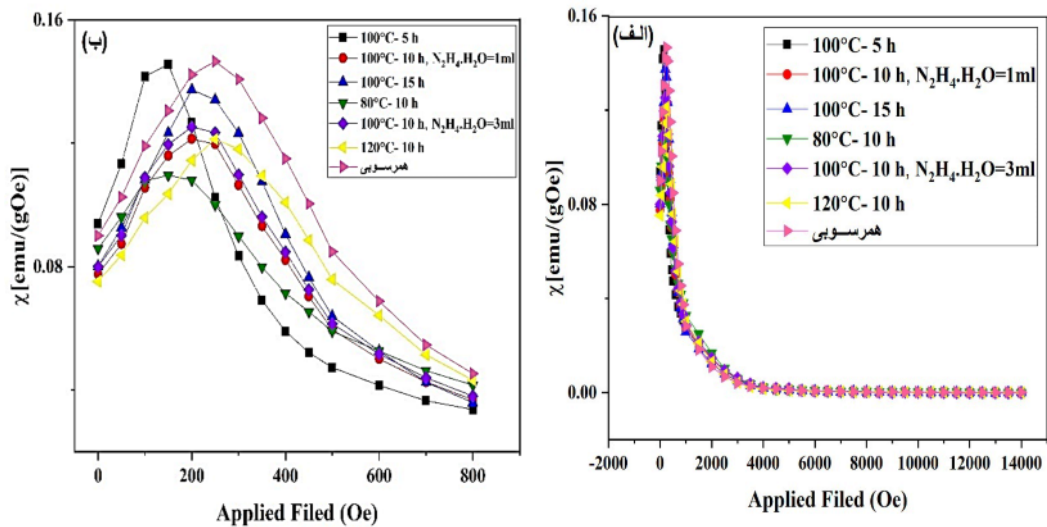 (ب)
0.16
0.08
χ[emu/(gOe]
100°C- 5 h
100°C- 10 h, N₂H₄.H₂O=1ml
100°C- 15 h
80°C- 10 h
100°C- 10 h, N₂H₄.H₂O=3ml
120°C- 10 h
همرسوبی
0 200 400 600 800
Applied Filed (Oe)
(الف)
0.16
0.08
0.00
χ[emu/(gOe]
100°C- 5 h
100°C- 10 h, N₂H₄.H₂O=1ml
100°C- 15 h
80°C- 10 h
100°C- 10 h, N₂H₄.H₂O=3ml
120°C- 10 h
همرسوبی
-2000 0 2000 4000 6000 8000 10000 12000 14000
Applied Filed (Oe)